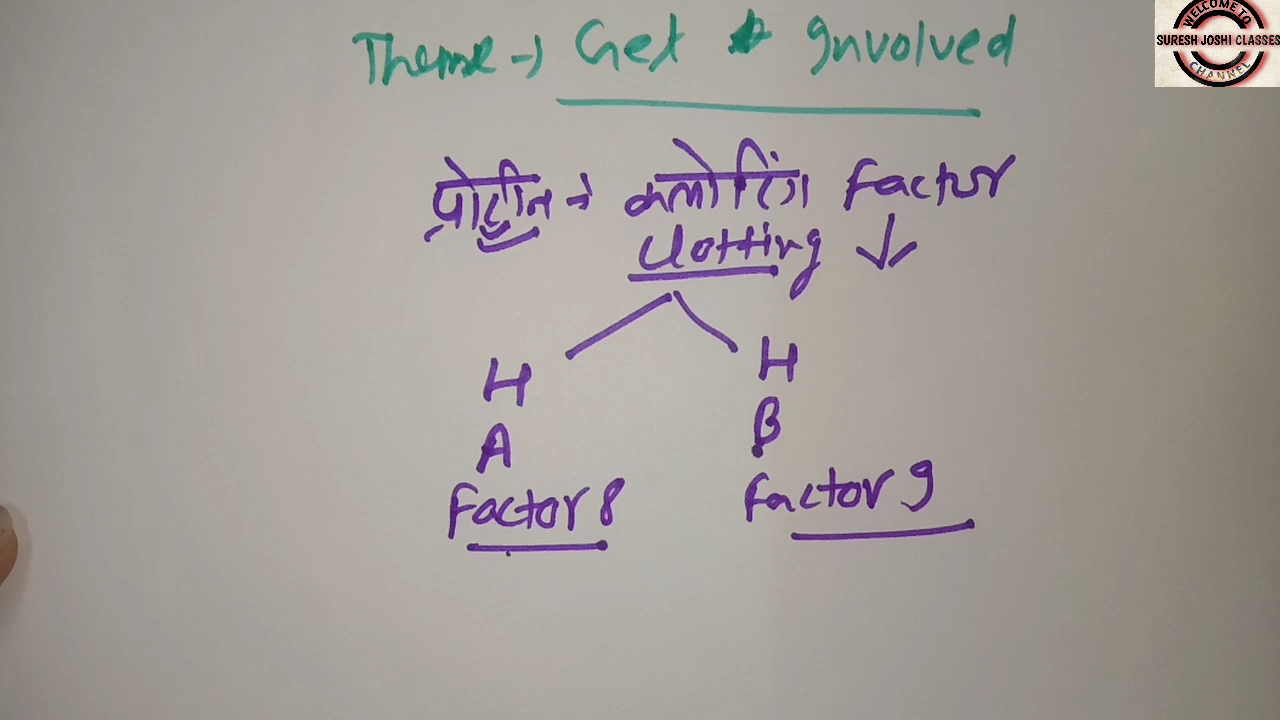 WELCOME TO
SURESH JOSHI CLASSES
CHANNEL
Theme → Get Involved
प्रोटीन → क्लोटिंग Factor
Clotting ↓
H H
A B
Factor 8 Factor 9